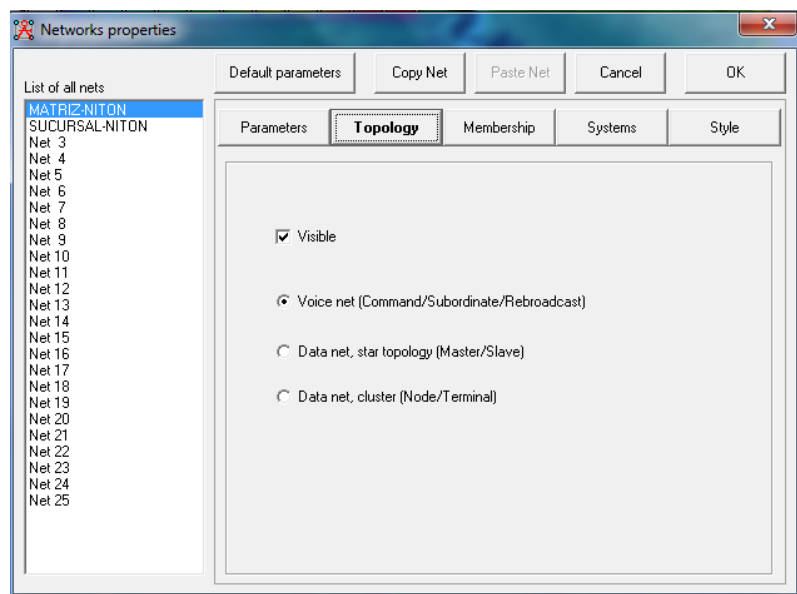 Networks properties
Default parameters
Copy Net
Paste Net
Cancel
OK
List of all nets
MATRIZ-NITON
SUCURSAL-NITON
Net 3
Net 4
Net 5
Net 6
Net 7
Net 8
Net 9
Net 10
Net 11
Net 12
Net 13
Net 14
Net 15
Net 16
Net 17
Net 18
Net 19
Net 20
Net 21
Net 22
Net 23
Net 24
Net 25
Parameters
Topology
Membership
Systems
Style
Visible
Voice net (Command/Subordinate/Rebroadcast)
Data net, star topology (Master/Slave)
Data net, cluster (Node/Terminal)